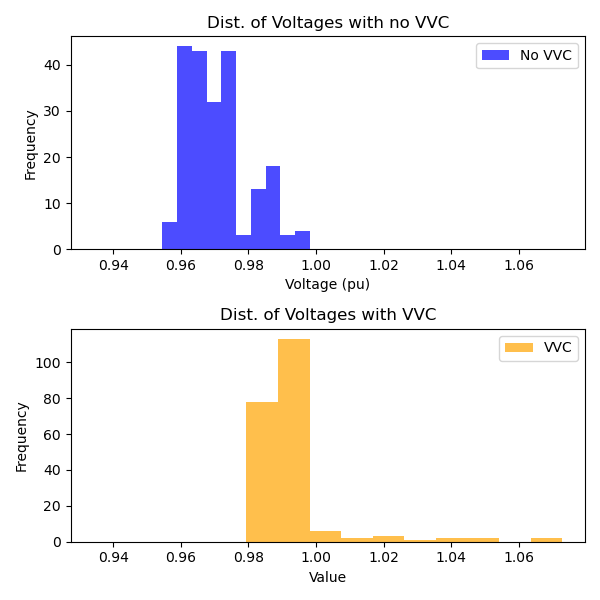 Dist. of Voltages with no VVC
No VVC
Frequency
40
30
20
10
0
0.94 0.96 0.98 1.00 1.02 1.04 1.06
Voltage (pu)
Dist. of Voltages with VVC
VVC
Frequency
100
80
60
40
20
0
0.94 0.96 0.98 1.00 1.02 1.04 1.06
Value